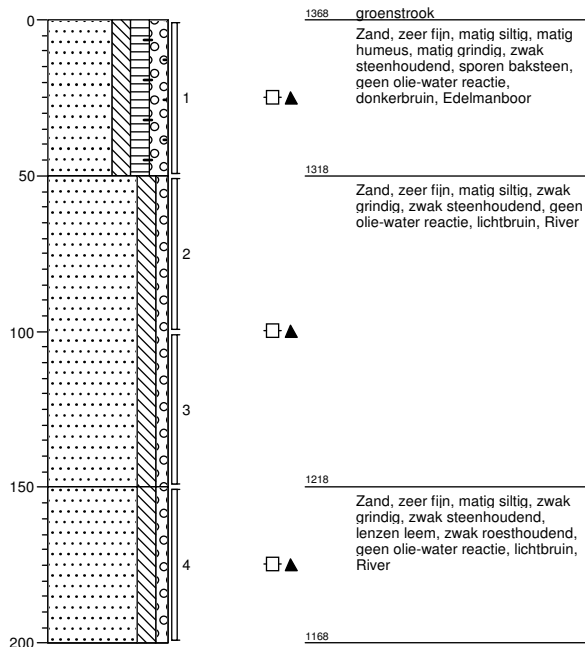 0
1368 groenstrook
Zand, zeer fijn, matig siltig, matig
humeus, matig grindig, zwak
steenhoudend, sporen baksteen,
geen olie-water reactie,
donkerbruin, Edelmanboor
1
50
1318
Zand, zeer fijn, matig siltig, zwak
grindig, zwak steenhoudend, geen
olie-water reactie, lichtbruin, River
2
100
3
150
1218
Zand, zeer fijn, matig siltig, zwak
grindig, zwak steenhoudend,
lenzen leem, zwak roesthoudend,
geen olie-water reactie, lichtbruin,
River
4
200
1168